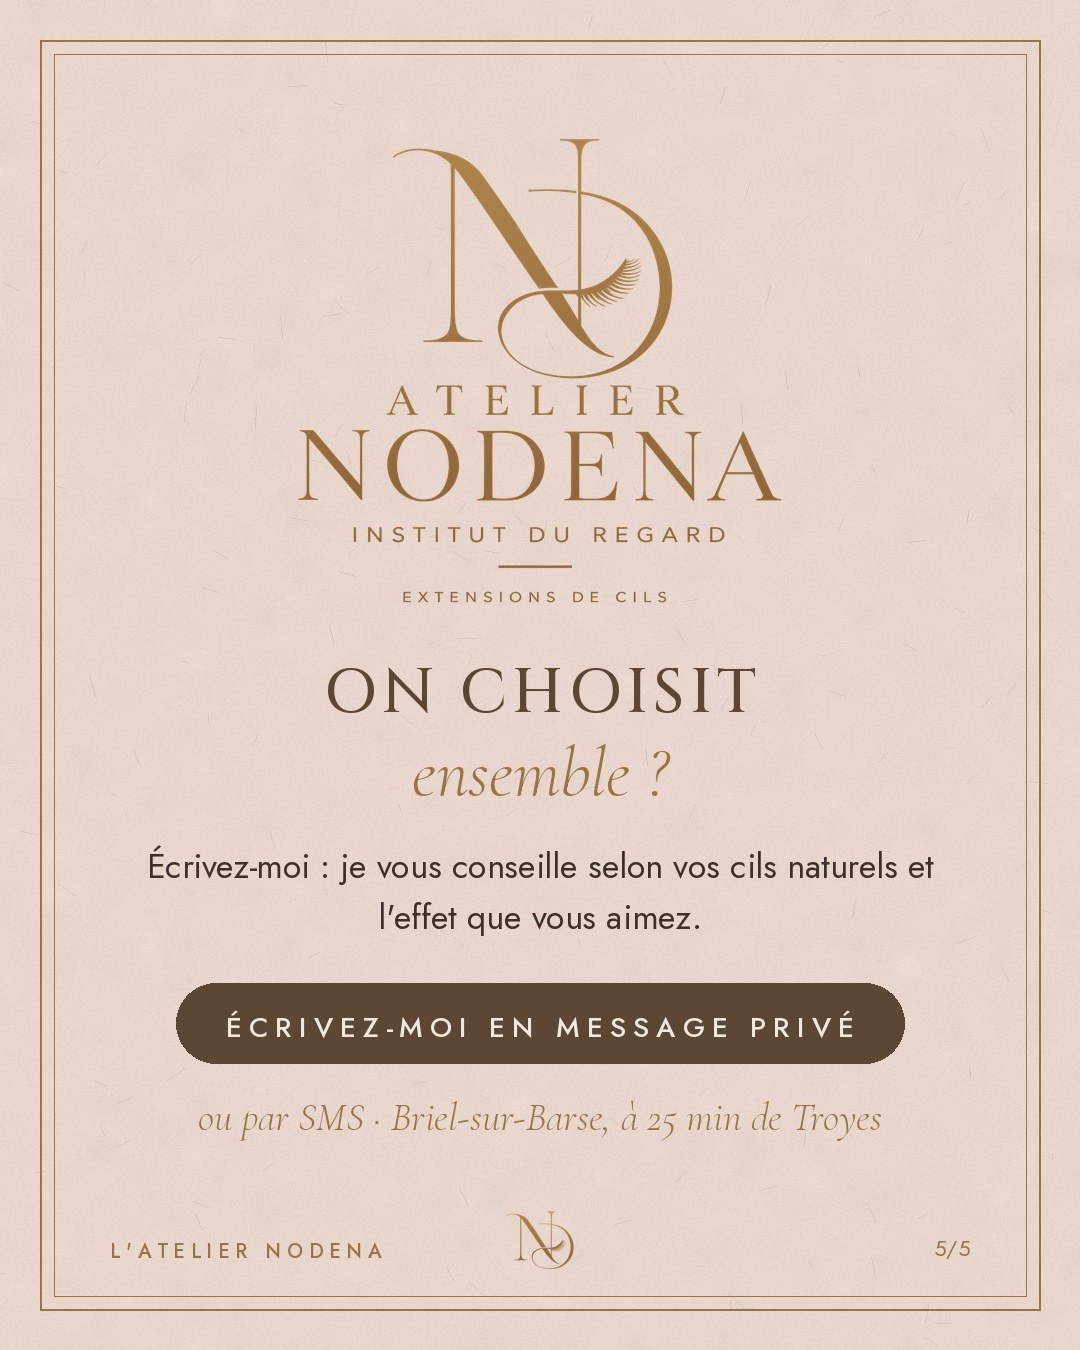 ND
ATELIER
NODENA
INSTITUT DU REGARD
EXTENSIONS DE CILS
ON CHOISIT
ensemble ?
Écrivez-moi : je vous conseille selon vos cils naturels et
l'effet que vous aimez.
ÉCRIVEZ-MOI EN MESSAGE PRIVÉ
ou par SMS · Briel-sur-Barse, à 25 min de Troyes
L'ATELIER NODENA
ND
5/5